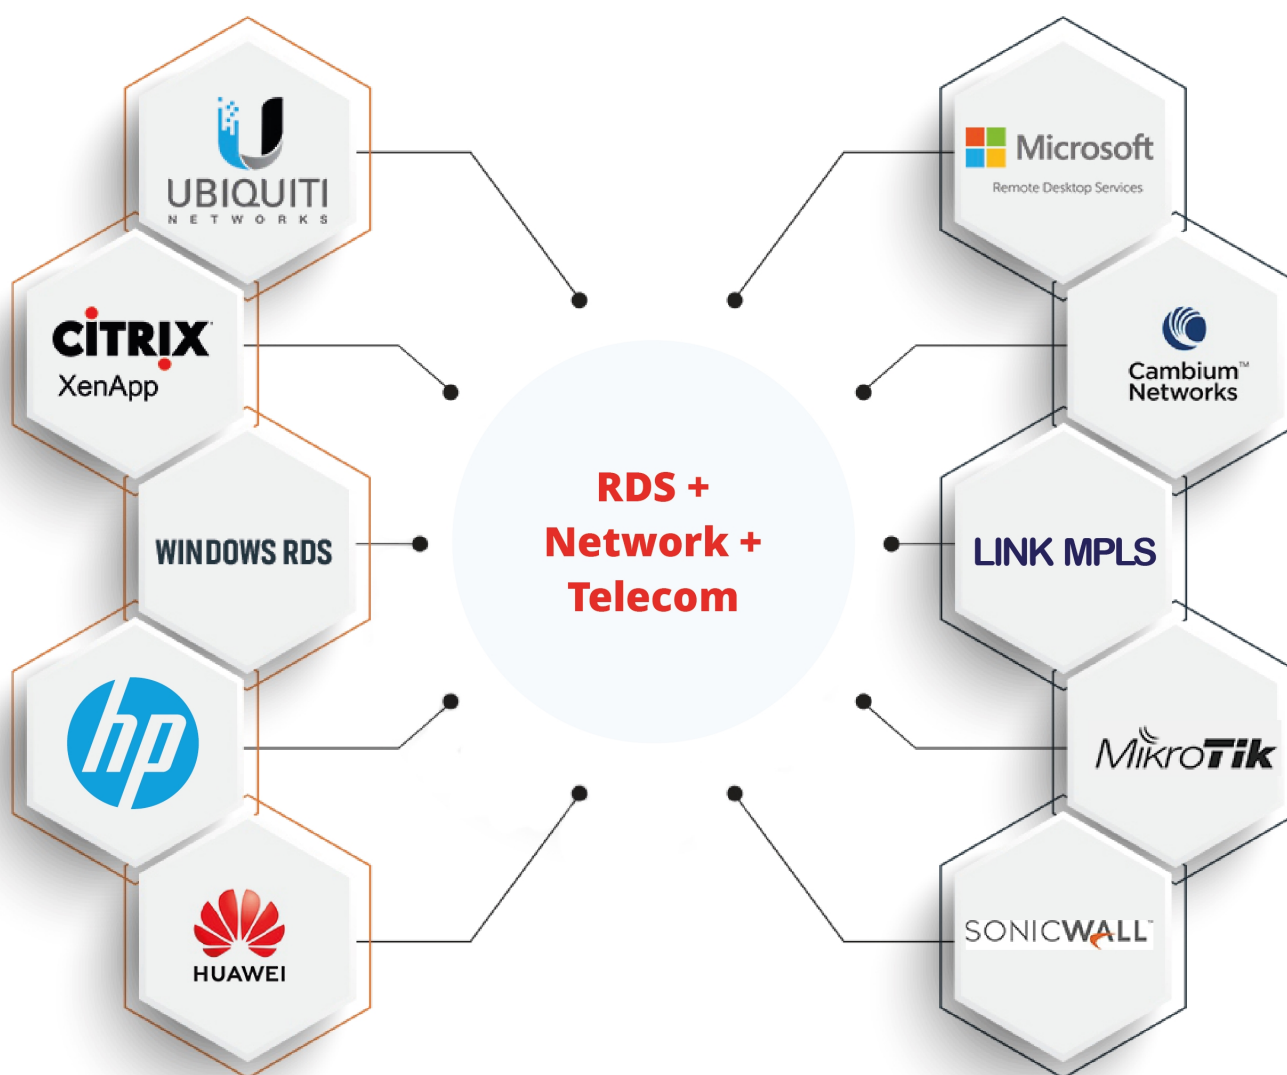 UBIQUITI
NETWORKS
CiTRIX
XenApp
WINDOWS RDS
hp
HUAWEI
RDS +
Network +
Telecom
Microsoft
Remote Desktop Services
Cambium™
Networks
LINK MPLS
MikroTik
SONICWALL™